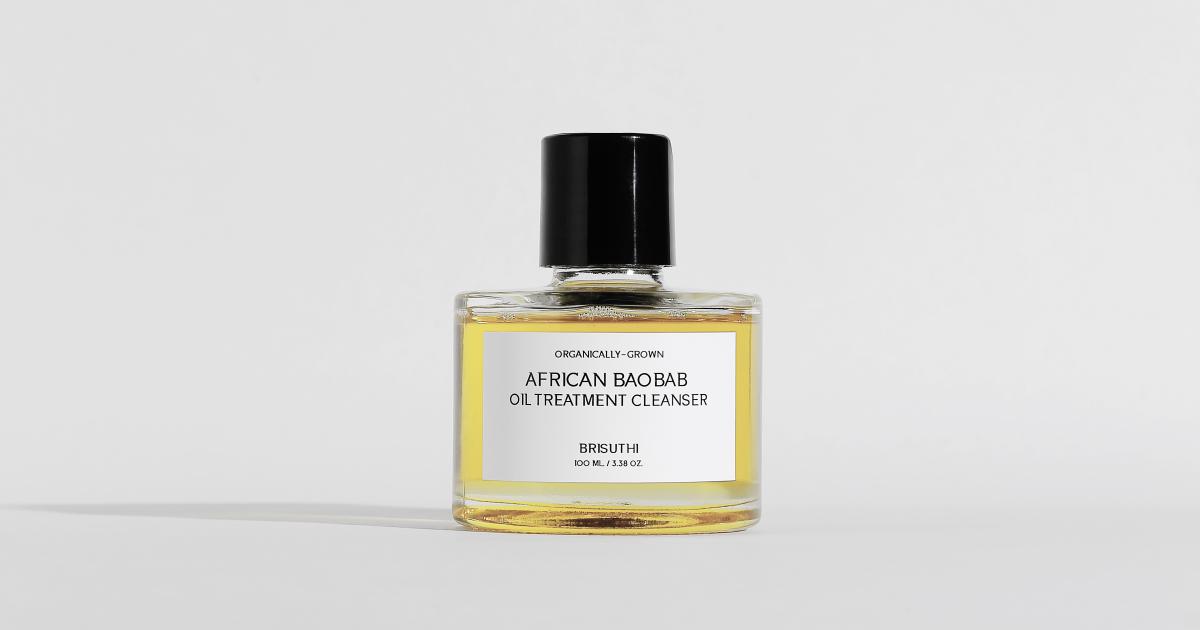 ORGANICALLY-GROWN
AFRICAN BAOBAB
OIL TREATMENT CLEANSER
BRISUTHI
100 ML. / 3.38 OZ.